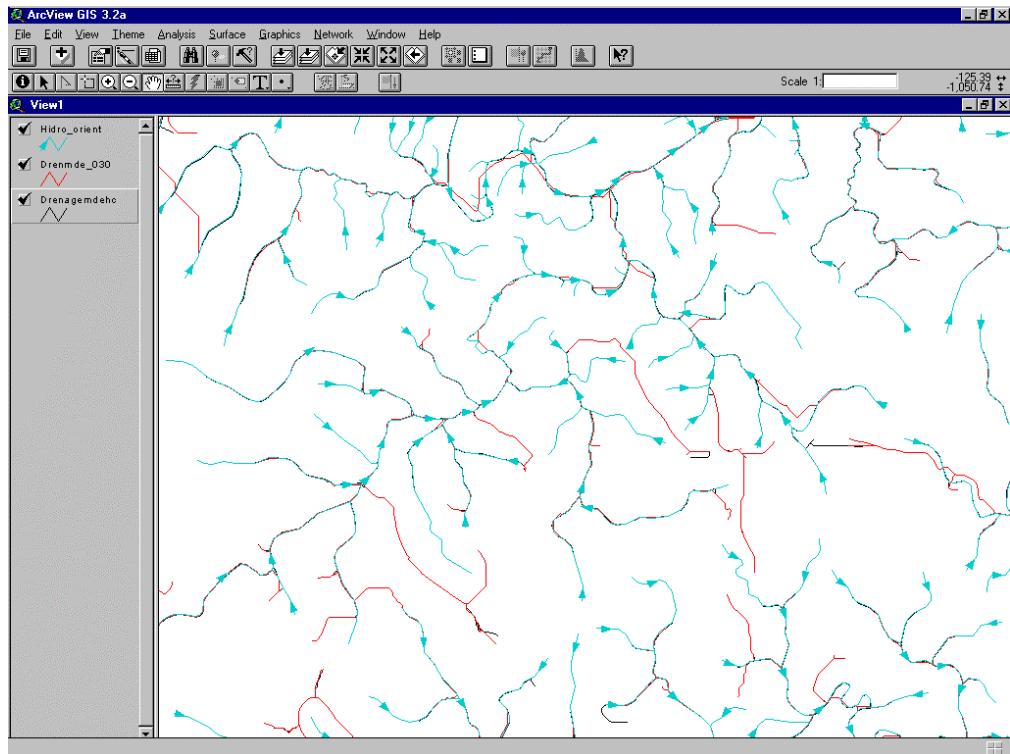 ArcView GIS 3.2a
File Edit View Theme Analysis Surface Graphics Network Window Help
T
Scale 1:
-125.39
-1,050.74
View1
Hidro_orient
Drenmde_030
Drenagemdehc